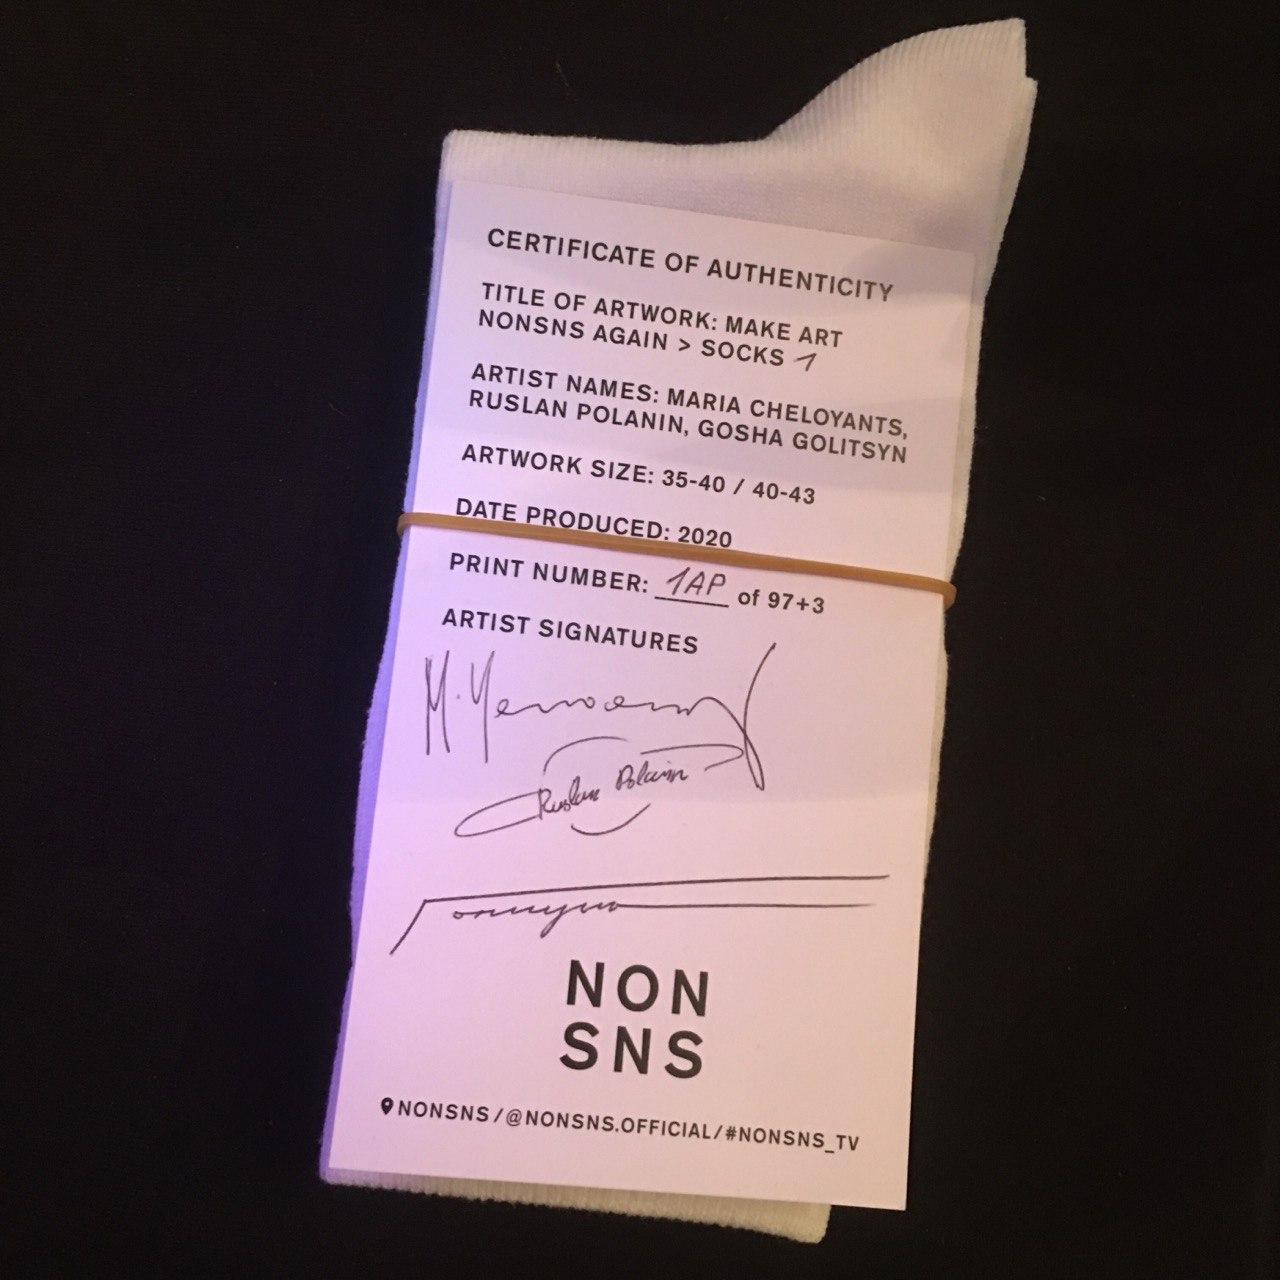 CERTIFICATE OF AUTHENTICITY
TITLE OF ARTWORK: MAKE ART
NONSNS AGAIN > SOCKS 1
ARTIST NAMES: MARIA CHELOYANTS,
RUSLAN POLANIN, GOSHA GOLITSYN
ARTWORK SIZE: 35-40 / 40-43
DATE PRODUCED: 2020
PRINT NUMBER: 1AP of 97+3
ARTIST SIGNATURES
Ruslan Polanin
NON
SNS
NONSNS/@NONSNS.OFFICIAL/#NONSNS_TV